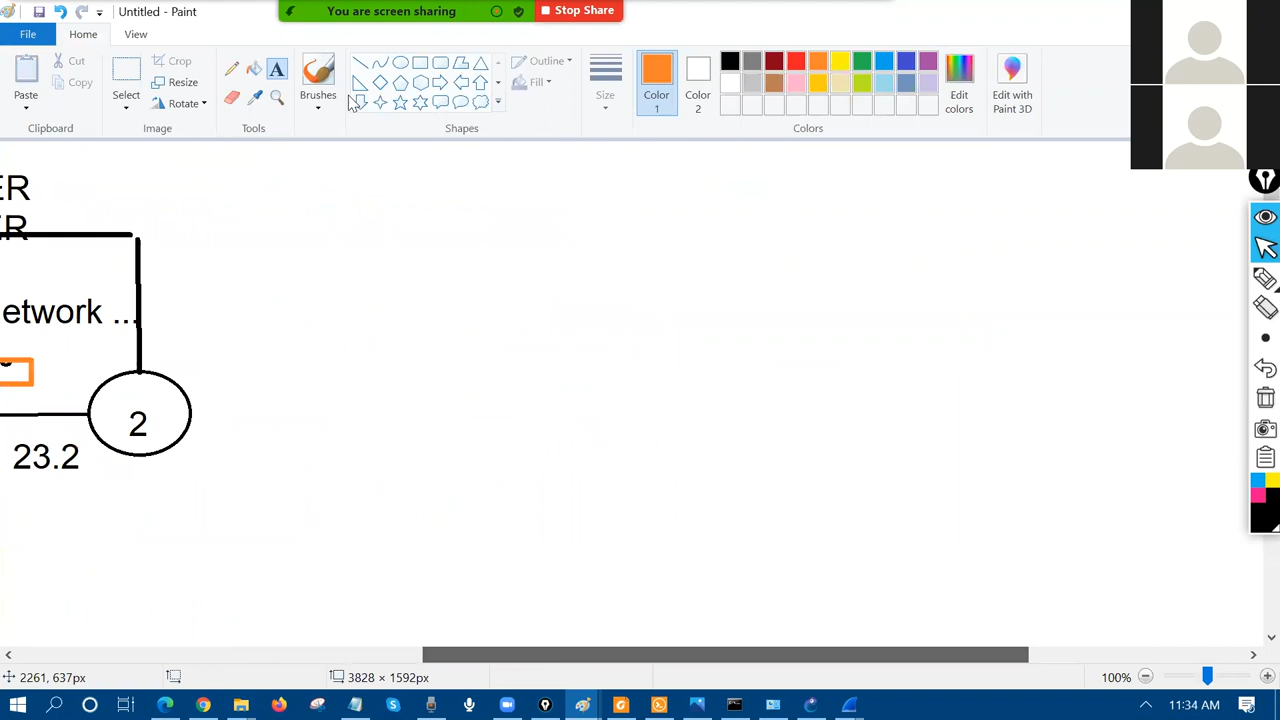 Untitled - Paint
You are screen sharing
Stop Share
File
Home
View
Paste
Cut
Copy
Clipboard
Select
Crop
Resize
Rotate
Image
A
Tools
Brushes
Shapes
Outline
Fill
Size
Color 1
Color 2
Edit colors
Edit with Paint 3D
Colors
ER
ER
etwork ...
2
23.2
2261, 637px
3828 × 1592px
100%
11:34 AM